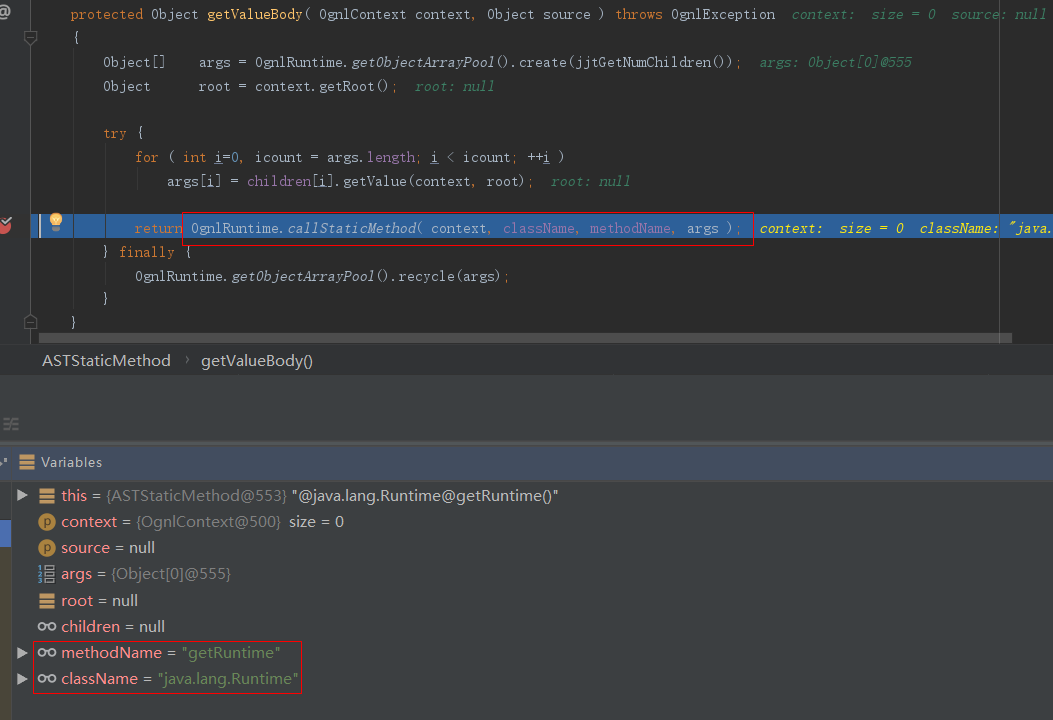 @
protected Object getValueBody( OgnlContext context, Object source ) throws OgnlException context: size = 0 source: null
{
Object[] args = OgnlRuntime.getObjectArrayPool().create(jjtGetNumChildren()); args: Object[0]@555
Object root = context.getRoot(); root: null
try {
for ( int i=0, icount = args.length; i < icount; ++i )
args[i] = children[i].getValue(context, root); root: null
return OgnlRuntime.callStaticMethod( context, className, methodName, args ); context: size = 0 className: "java.
} finally {
OgnlRuntime.getObjectArrayPool().recycle(args);
}
}
ASTStaticMethod › getValueBody()
Variables
this = {ASTStaticMethod@553} "@java.lang.Runtime@getRuntime()"
p context = {OgnlContext@500} size = 0
p source = null
args = {Object[0]@555}
root = null
children = null
methodName = "getRuntime"
className = "java.lang.Runtime"